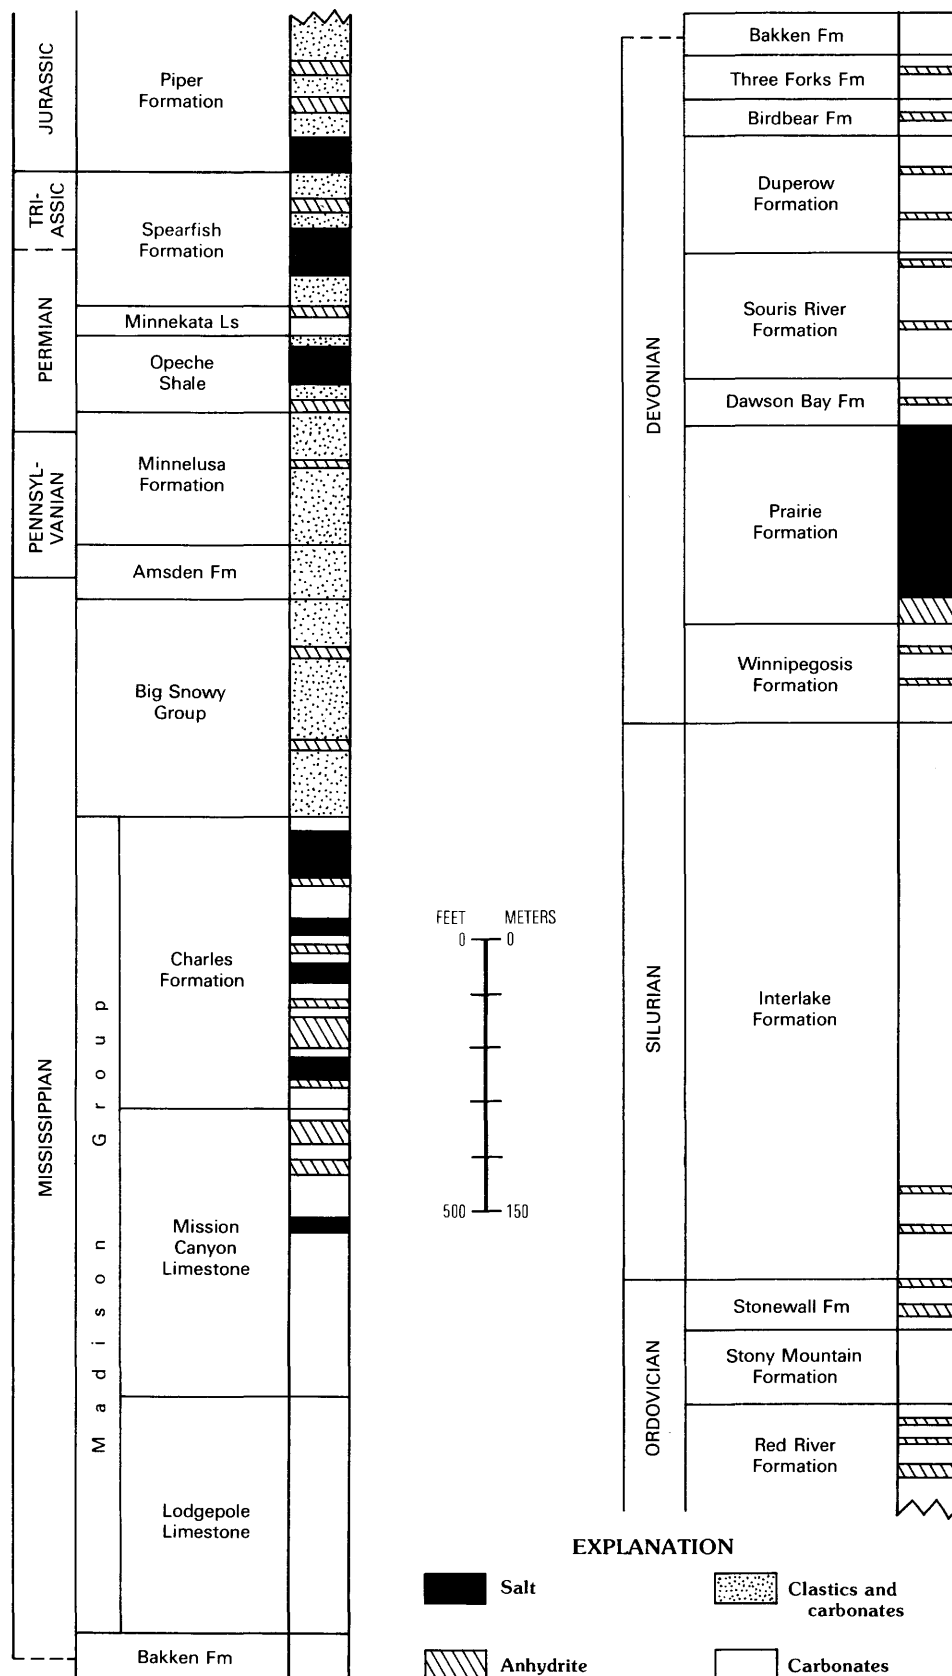 JURASSIC
Piper
Formation
TRI-
ASSIC
Spearfish
Formation
PERMIAN
Minnekata Ls
Opeche
Shale
PENNSYL-
VANIAN
Minnelusa
Formation
Amsden Fm
MISSISSIPPIAN
Big Snowy
Group
Madison Group
Charles
Formation
Mission
Canyon
Limestone
Lodgepole
Limestone
Bakken Fm
FEET METERS
0 0
500 150
Bakken Fm
DEVONIAN
Three Forks Fm
Birdbear Fm
Duperow
Formation
Souris River
Formation
Dawson Bay Fm
Prairie
Formation
Winnipegosis
Formation
SILURIAN
Interlake
Formation
ORDOVICIAN
Stonewall Fm
Stony Mountain
Formation
Red River
Formation
EXPLANATION
Salt
Clastics and
carbonates
Anhydrite
Carbonates